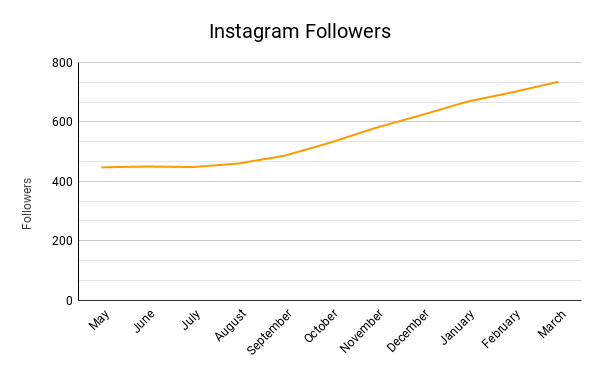 Instagram Followers
800
600
400
200
0
Followers
May
June
July
August
September
October
November
December
January
February
March